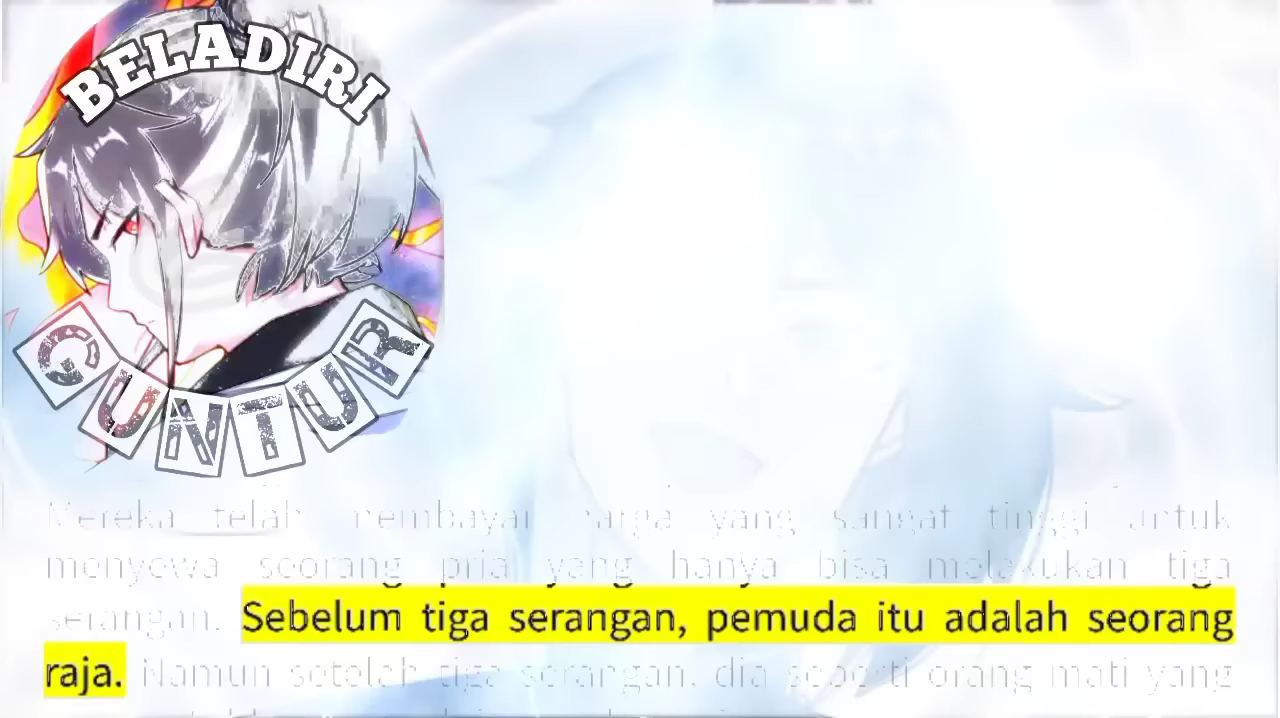 BELADIRI
GUNTUR
Mereka telah membayar harga yang sangat tinggi untuk
menyewa seorang pria yang hanya bisa melakukan tiga
serangan. Sebelum tiga serangan, pemuda itu adalah seorang
raja. Namun setelah tiga serangan, dia seperti orang mati yang